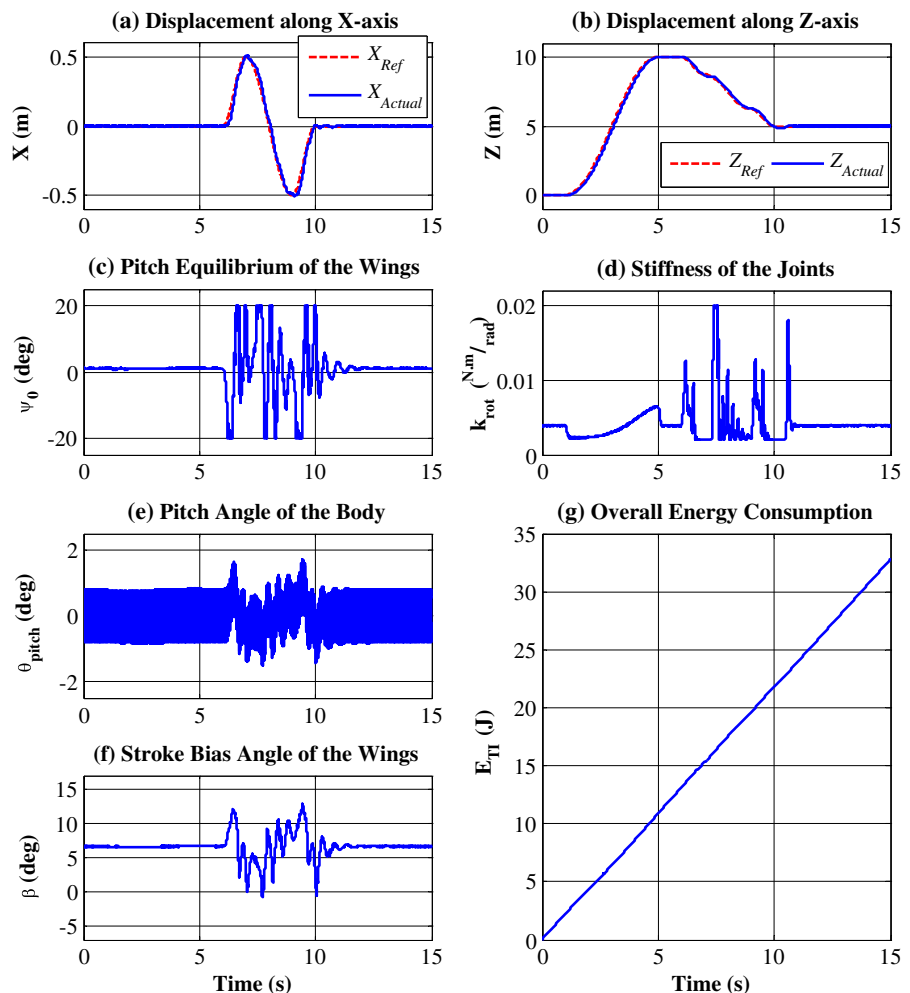 (a) Displacement along X-axis
0.5
0
-0.5
X (m)
X_Ref
X_Actual
0 5 10 15
(b) Displacement along Z-axis
10
5
0
Z (m)
Z_Ref Z_Actual
0 5 10 15
(c) Pitch Equilibrium of the Wings
20
0
-20
ψ_0 (deg)
0 5 10 15
(d) Stiffness of the Joints
0.02
0.01
0
k_rot (N.m/rad)
0 5 10 15
(e) Pitch Angle of the Body
2
0
-2
θ_pitch (deg)
0 5 10 15
(f) Stroke Bias Angle of the Wings
15
10
5
0
-5
β (deg)
0 5 10 15
Time (s)
(g) Overall Energy Consumption
35
30
25
20
15
10
5
0
E_TI (J)
0 5 10 15
Time (s)